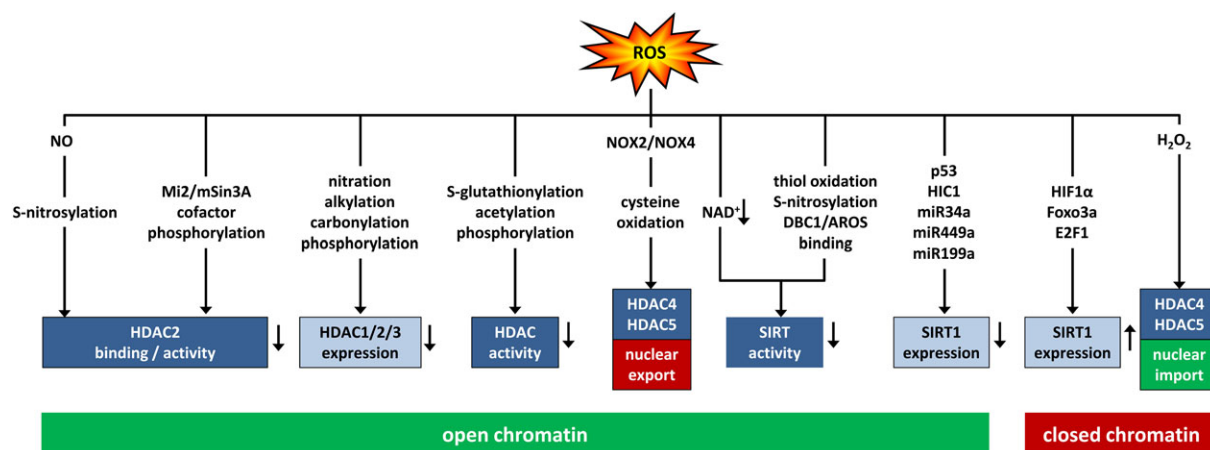 ROS
NO
S-nitrosylation
Mi2/mSin3A
cofactor
phosphorylation
HDAC2
binding / activity
nitration
alkylation
carbonylation
phosphorylation
HDAC1/2/3
expression
S-glutathionylation
acetylation
phosphorylation
HDAC
activity
NOX2/NOX4
cysteine
oxidation
HDAC4
HDAC5
nuclear
export
NAD⁺
thiol oxidation
S-nitrosylation
DBC1/AROS
binding
SIRT
activity
p53
HIC1
miR34a
miR449a
miR199a
SIRT1
expression
HIF1α
Foxo3a
E2F1
SIRT1
expression
H₂O₂
HDAC4
HDAC5
nuclear
import
open chromatin
closed chromatin